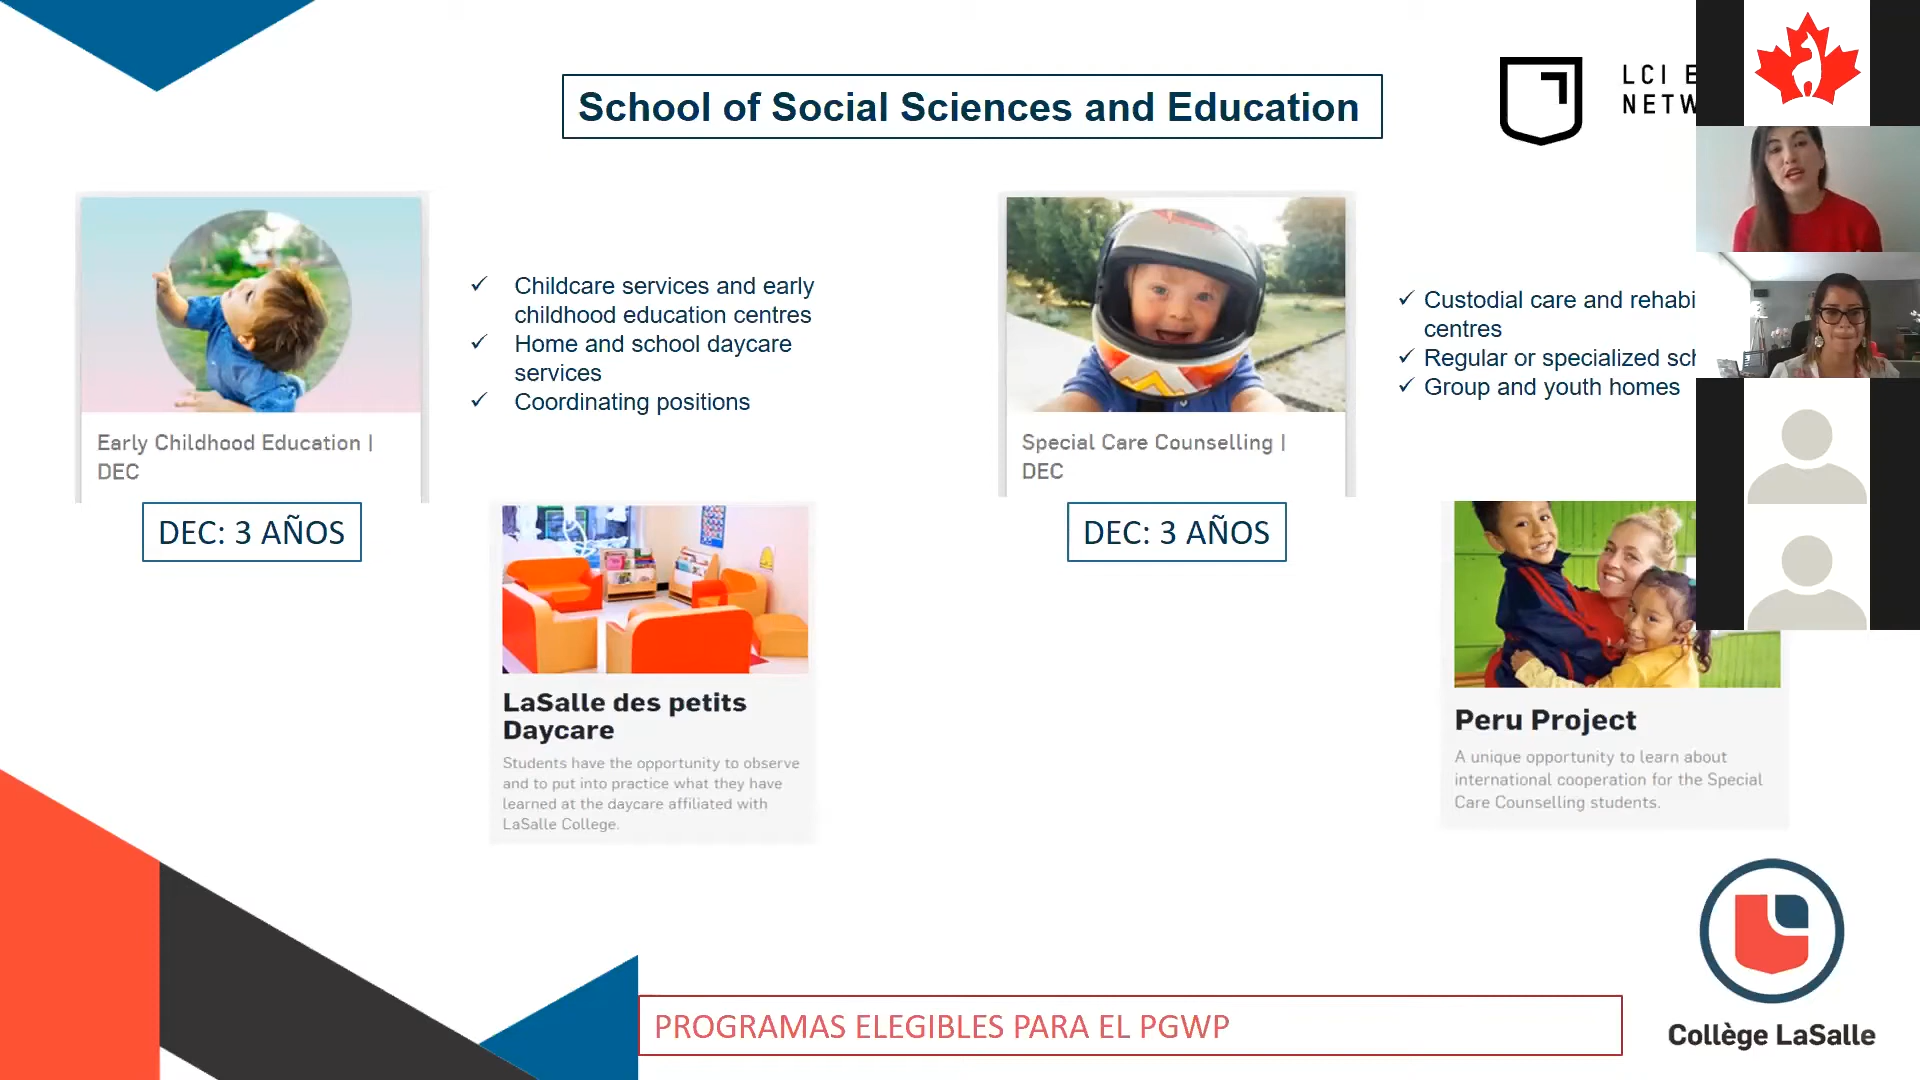 School of Social Sciences and Education
LCI E
NETW
Childcare services and early
childhood education centres
Home and school daycare
services
Coordinating positions
Early Childhood Education |
DEC
DEC: 3 AÑOS
LaSalle des petits
Daycare
Students have the opportunity to observe
and to put into practice what they have
learned at the daycare affiliated with
LaSalle College.
Custodial care and rehabi
centres
Regular or specialized sch
Group and youth homes
Special Care Counselling |
DEC
DEC: 3 AÑOS
Peru Project
A unique opportunity to learn about
international cooperation for the Special
Care Counselling students.
PROGRAMAS ELEGIBLES PARA EL PGWP
Collège LaSalle